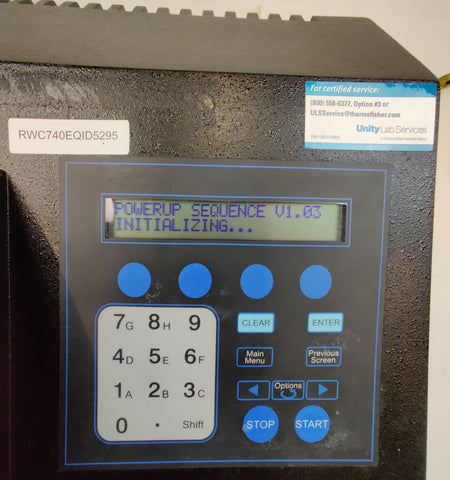 For certified service:
(800) 556-6377, Option #3 or
ULSService@thermofisher.com
Unity Lab Services
RWC740EQID5295
POWERUP SEQUENCE V1.03
INITIALIZING...
7G 8H 9
CLEAR ENTER
4D 5E 6F
Main Menu
Previous Screen
1A 2B 3C
Options
0 . Shift
STOP START